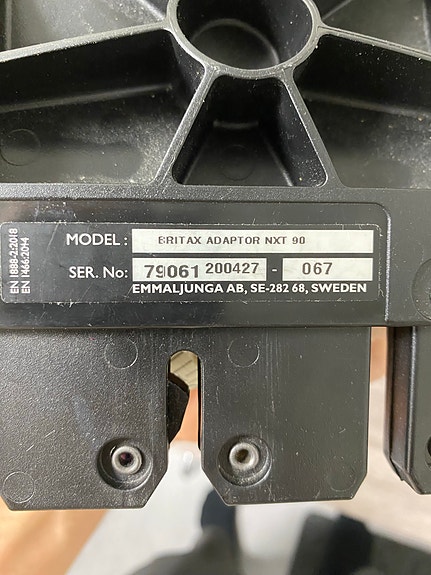 MODEL : BRITAX ADAPTOR NXT 90
SER. No: 79061 200427 - 067
EMMALJUNGA AB, SE-282 68, SWEDEN
EN 1888-2:2018
EN 1466:2014